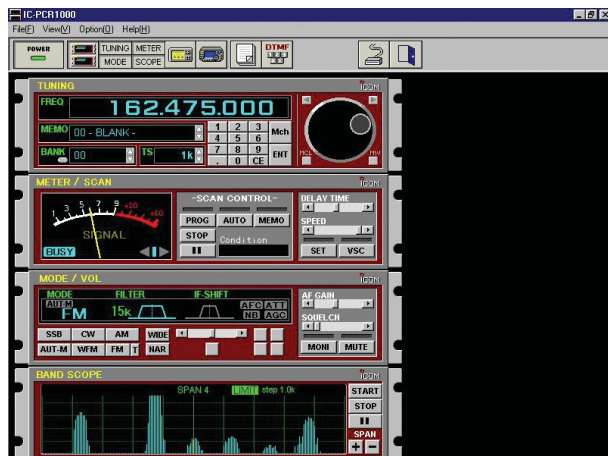 IC-PCR1000
File(F) View(V) Option(O) Help(H)
POWER
TUNING METER
MODE SCOPE
DTMF
TUNING
ICOM
FREQ 162.475.000
MEMO 00 - BLANK -
BANK 00 TS 1k
1 2 3 Mch
4 5 6
7 8 9 ENT
. 0 CE
MCL MW
METER / SCAN
ICOM
1 3 5 7 9 +20 +60
SIGNAL
BUSY
-SCAN CONTROL-
PROG AUTO MEMO
STOP Condition
DELAY TIME
SPEED
SET VSC
MODE / VOL
ICOM
MODE FILTER IF-SHIFT
AUT-M
FM 15k
AFC ATT
NB AGC
SSB CW AM WIDE
AUT-M WFM FM T NAR
AF GAIN
SQUELCH
MONI MUTE
BAND SCOPE
ICOM
SPAN 4 LIMIT step 1.0k
START
STOP
SPAN
+ -